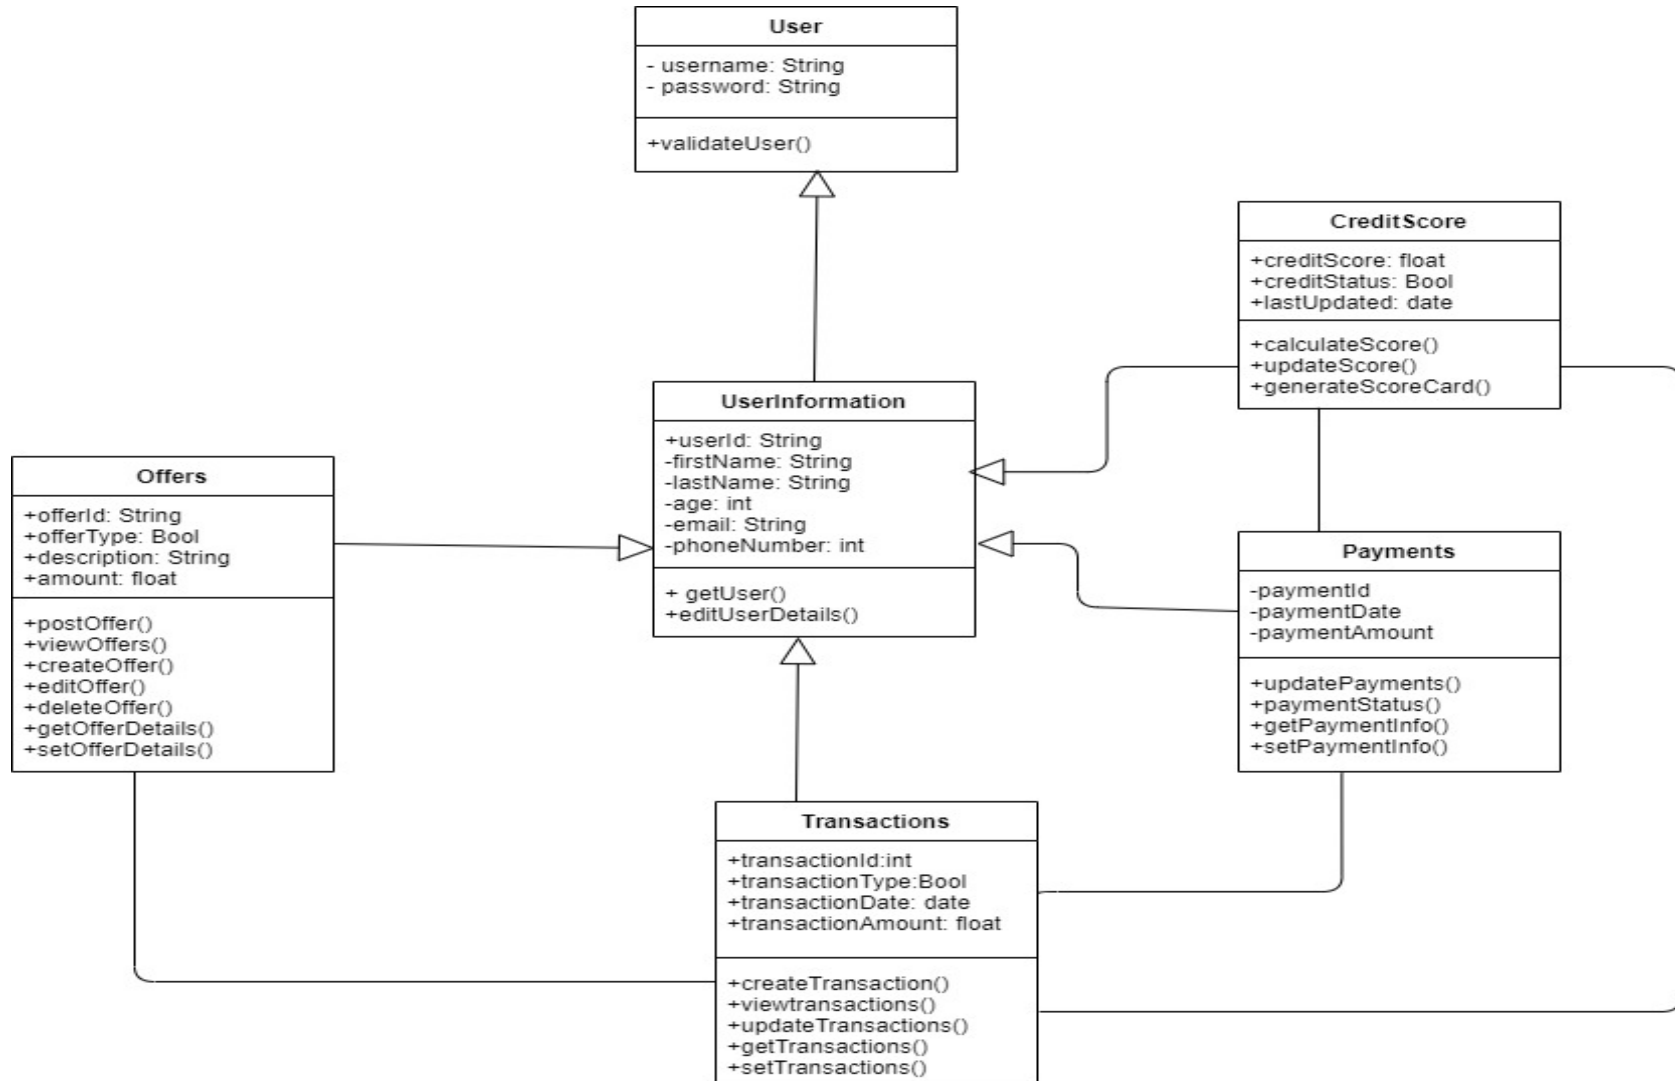 User
- username: String
- password: String
+validateUser()
CreditScore
+creditScore: float
+creditStatus: Bool
+lastUpdated: date
+calculateScore()
+updateScore()
+generateScoreCard()
UserInformation
+userId: String
-firstName: String
-lastName: String
-age: int
-email: String
-phoneNumber: int
+ getUser()
+editUserDetails()
Offers
+offerId: String
+offerType: Bool
+description: String
+amount: float
+postOffer()
+viewOffers()
+createOffer()
+editOffer()
+deleteOffer()
+getOfferDetails()
+setOfferDetails()
Payments
-paymentId
-paymentDate
-paymentAmount
+updatePayments()
+paymentStatus()
+getPaymentInfo()
+setPaymentInfo()
Transactions
+transactionId:int
+transactionType:Bool
+transactionDate: date
+transactionAmount: float
+createTransaction()
+viewtransactions()
+updateTransactions()
+getTransactions()
+setTransactions()